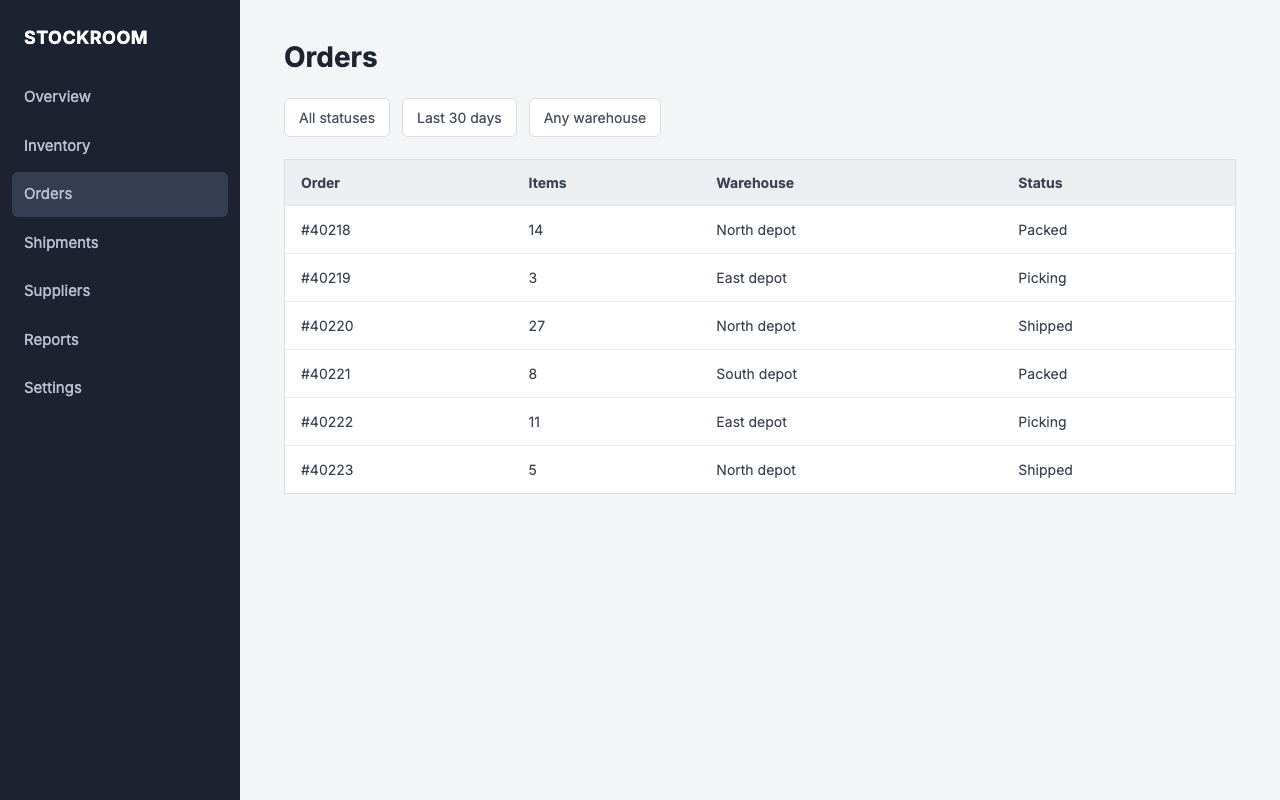 STOCKROOM
Overview
Inventory
Orders
Shipments
Suppliers
Reports
Settings
Orders
All statuses Last 30 days Any warehouse
Order Items Warehouse Status
#40218 14 North depot Packed
#40219 3 East depot Picking
#40220 27 North depot Shipped
#40221 8 South depot Packed
#40222 11 East depot Picking
#40223 5 North depot Shipped